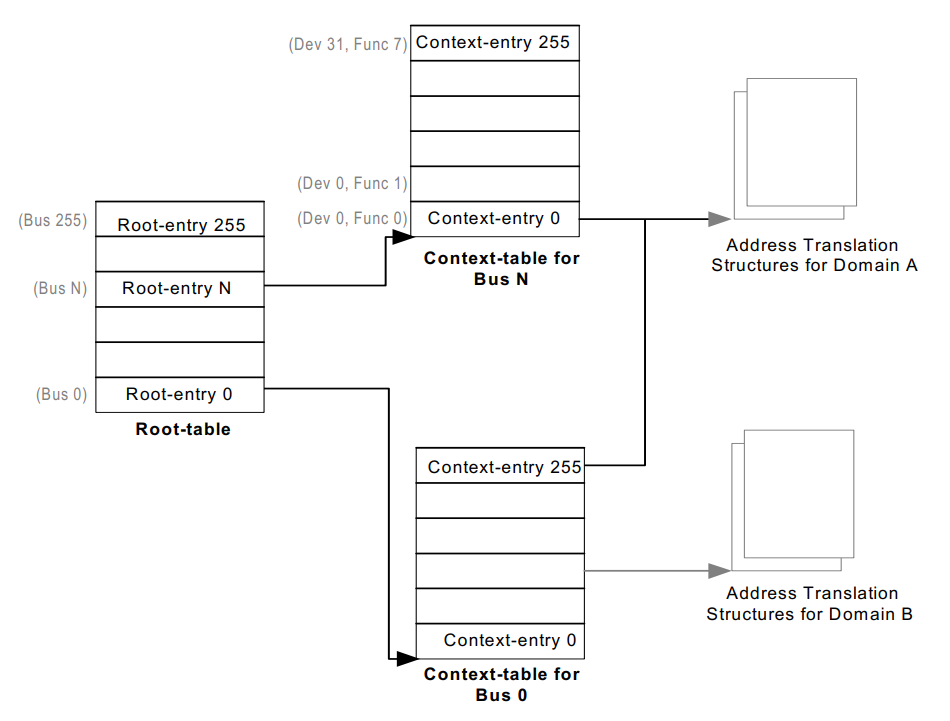 (Dev 31, Func 7)
Context-entry 255
(Dev 0, Func 1)
(Dev 0, Func 0)
Context-entry 0
Context-table for
Bus N
(Bus 255)
Root-entry 255
(Bus N)
Root-entry N
(Bus 0)
Root-entry 0
Root-table
Address Translation
Structures for Domain A
Context-entry 255
Context-entry 0
Context-table for
Bus 0
Address Translation
Structures for Domain B